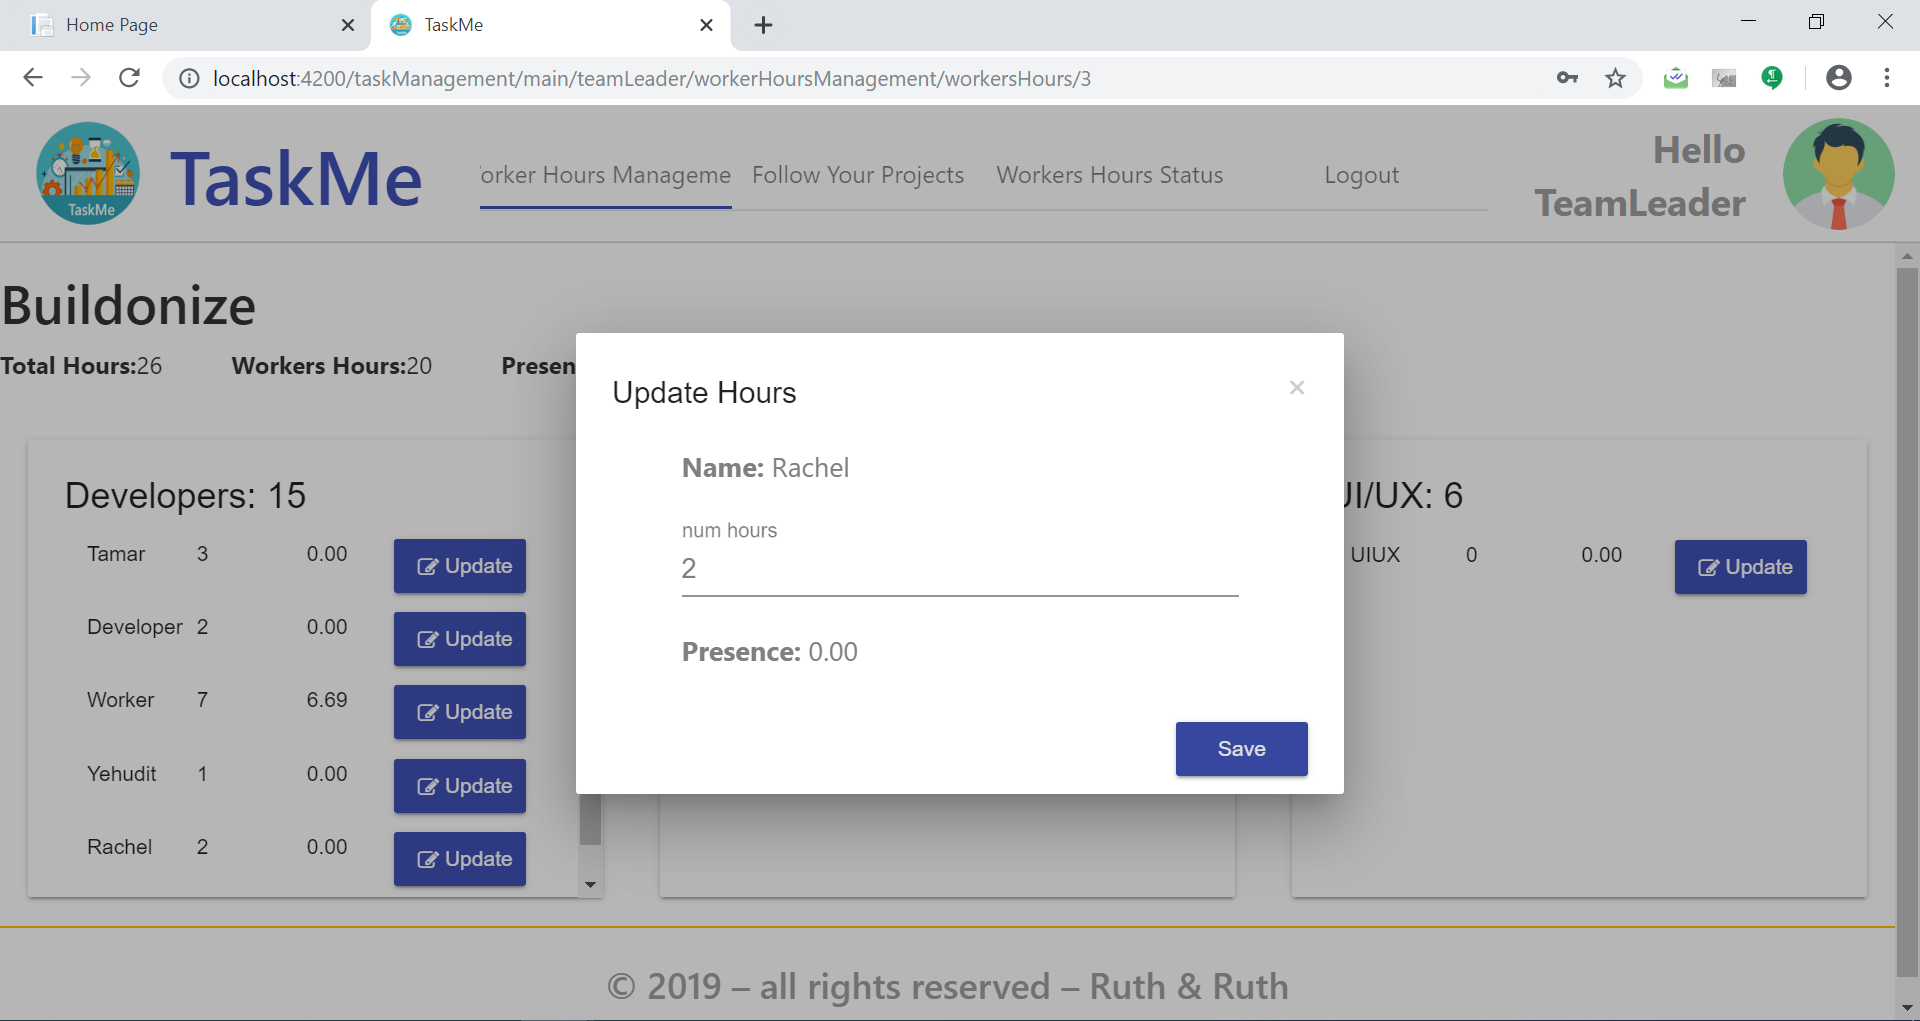 Home Page
TaskMe
localhost:4200/taskManagement/main/teamLeader/workerHoursManagement/workersHours/3
TaskMe
TaskMe
orker Hours Manageme
Follow Your Projects
Workers Hours Status
Logout
Hello
TeamLeader
Buildonize
Total Hours:26 Workers Hours:20 Presen
Update Hours
×
Name: Rachel
num hours
2
Presence: 0.00
Save
Developers: 15
Tamar 3 0.00 Update
Developer 2 0.00 Update
Worker 7 6.69 Update
Yehudit 1 0.00 Update
Rachel 2 0.00 Update
UI/UX: 6
UIUX 0 0.00 Update
© 2019 – all rights reserved – Ruth & Ruth